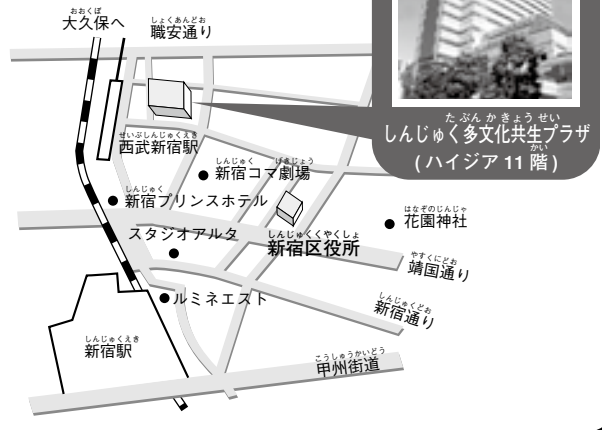 おおくぼ
大久保へ
しょくあんどお
職安通り
た ぶん か きょう せい
しんじゅく多文化共生プラザ
かい
(ハイジア 11 階)
せいぶしんじゅくえき
西武新宿駅
しんじゅく げきじょう
新宿コマ劇場
しんじゅく
新宿プリンスホテル
はなぞのじんじゃ
花園神社
スタジオアルタ
しんじゅくくやくしょ
新宿区役所
やすくにどお
靖国通り
ルミネエスト
しんじゅくどお
新宿通り
しんじゅくえき
新宿駅
こうしゅうかいどう
甲州街道